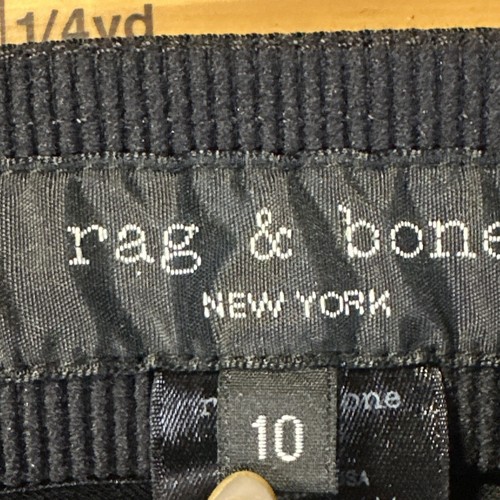 1/4yd
rag & bone
NEW YORK
10